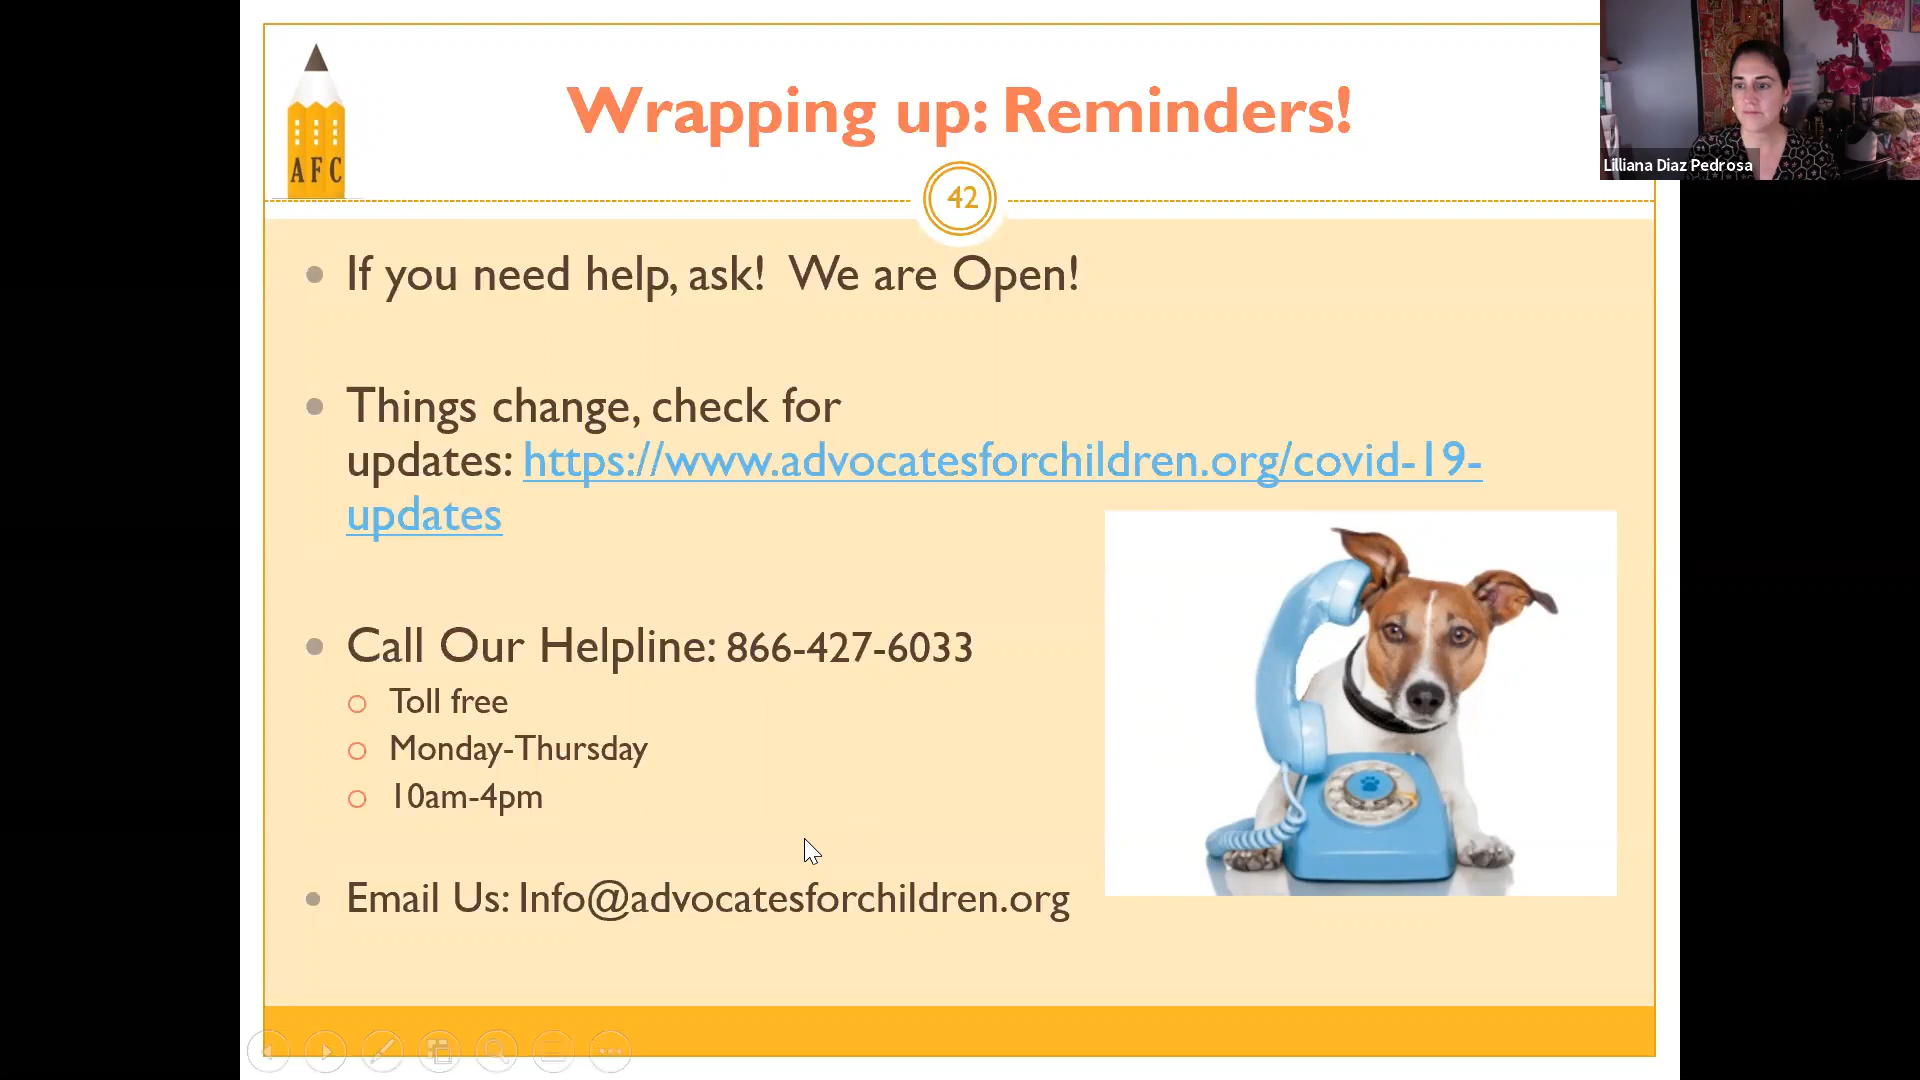 AFC
Wrapping up: Reminders!
Lilliana Diaz Pedrosa
42
If you need help, ask!  We are Open!
Things change, check for
updates: https://www.advocatesforchildren.org/covid-19-
updates
Call Our Helpline: 866-427-6033
Toll free
Monday-Thursday
10am-4pm
Email Us: Info@advocatesforchildren.org